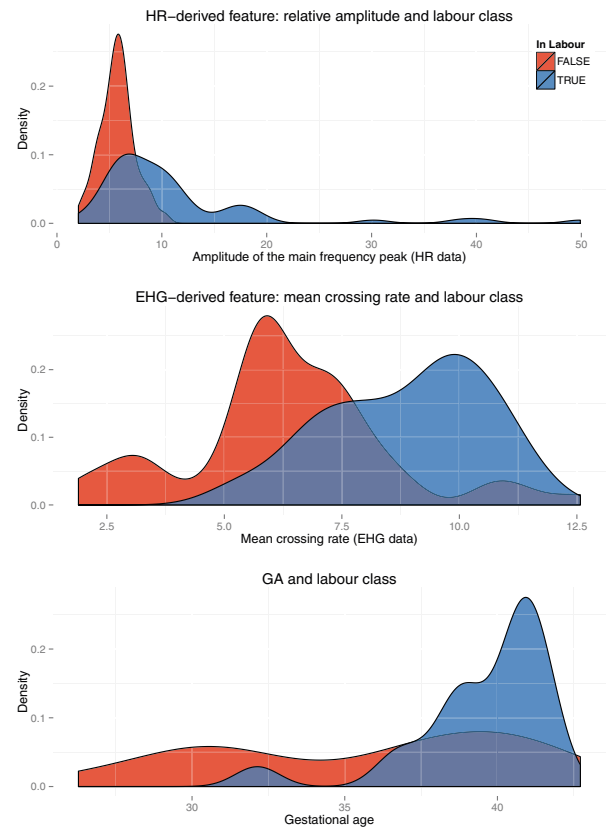 HR−derived feature: relative amplitude and labour class
In Labour
FALSE
TRUE
Density
0.2
0.1
0.0
0 10 20 30 40 50
Amplitude of the main frequency peak (HR data)
EHG−derived feature: mean crossing rate and labour class
Density
0.2
0.1
0.0
2.5 5.0 7.5 10.0 12.5
Mean crossing rate (EHG data)
GA and labour class
Density
0.2
0.1
0.0
30 35 40
Gestational age